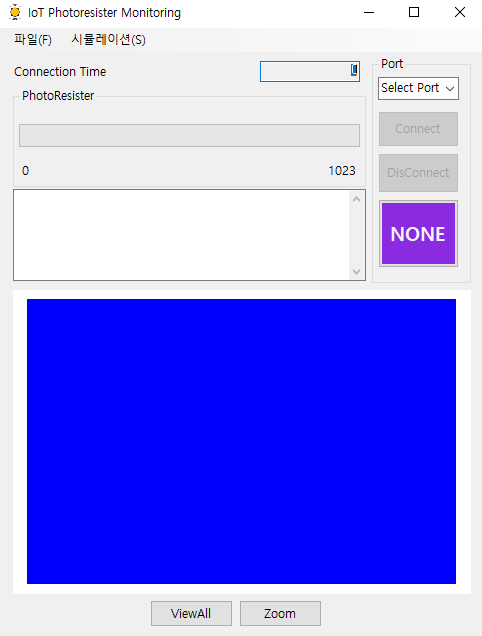 IoT Photoresister Monitoring
파일(F) 시뮬레이션(S)
Connection Time
Port
Select Port
PhotoResister
Connect
0 1023
DisConnect
NONE
ViewAll Zoom